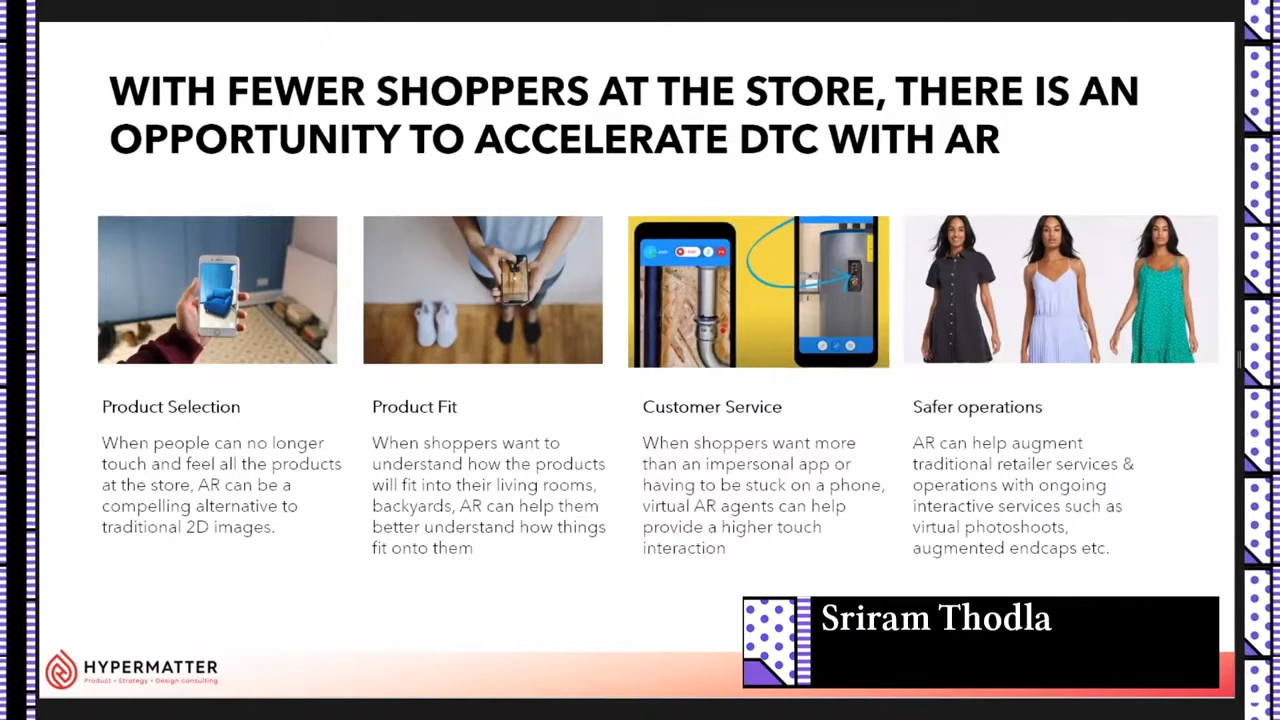 WITH FEWER SHOPPERS AT THE STORE, THERE IS AN
OPPORTUNITY TO ACCELERATE DTC WITH AR
Product Selection
When people can no longer
touch and feel all the products
at the store, AR can be a
compelling alternative to
traditional 2D images.
Product Fit
When shoppers want to
understand how the products
will fit into their living rooms,
backyards, AR can help them
better understand how things
fit onto them
Customer Service
When shoppers want more
than an impersonal app or
having to be stuck on a phone,
virtual AR agents can help
provide a higher touch
interaction
Safer operations
AR can help augment
traditional retailer services &
operations with ongoing
interactive services such as
virtual photoshoots,
augmented endcaps etc.
Sriram Thodla
HYPERMATTER
Product • Strategy • Design consulting